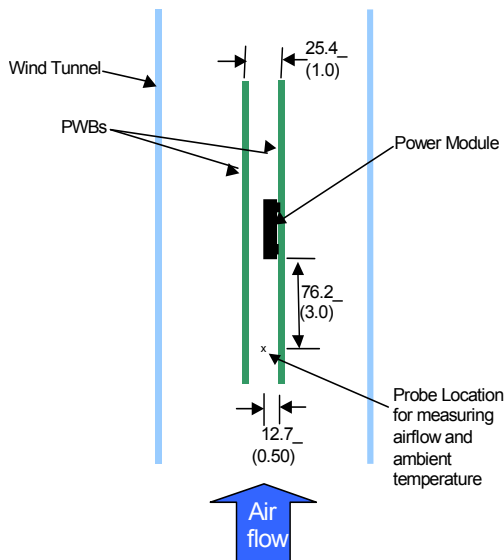 25.4_
(1.0)
Wind Tunnel
PWBs
Power Module
76.2_
(3.0)
x
Probe Location
for measuring
airflow and
ambient
temperature
12.7_
(0.50)
Air
flow